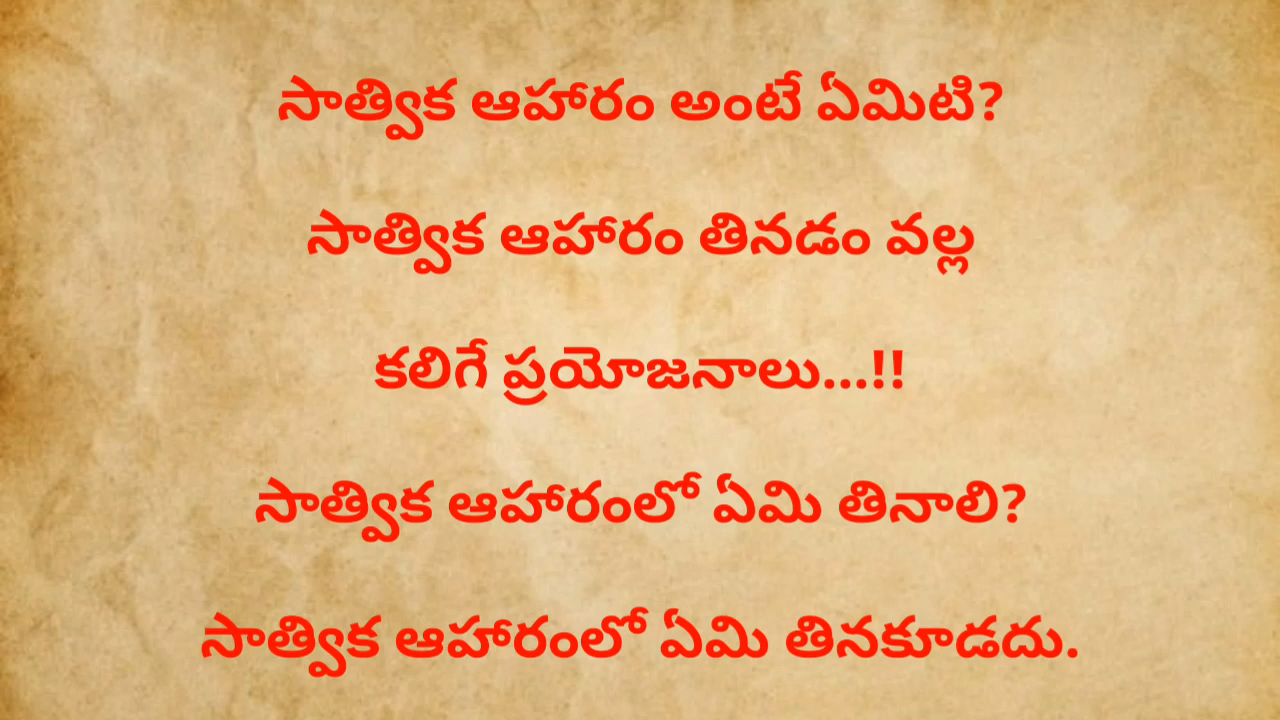 సాత్విక ఆహారం అంటే ఏమిటి?
సాత్విక ఆహారం తినడం వల్ల
కలిగే ప్రయోజనాలు...!!
సాత్విక ఆహారంలో ఏమి తినాలి?
సాత్విక ఆహారంలో ఏమి తినకూడదు.